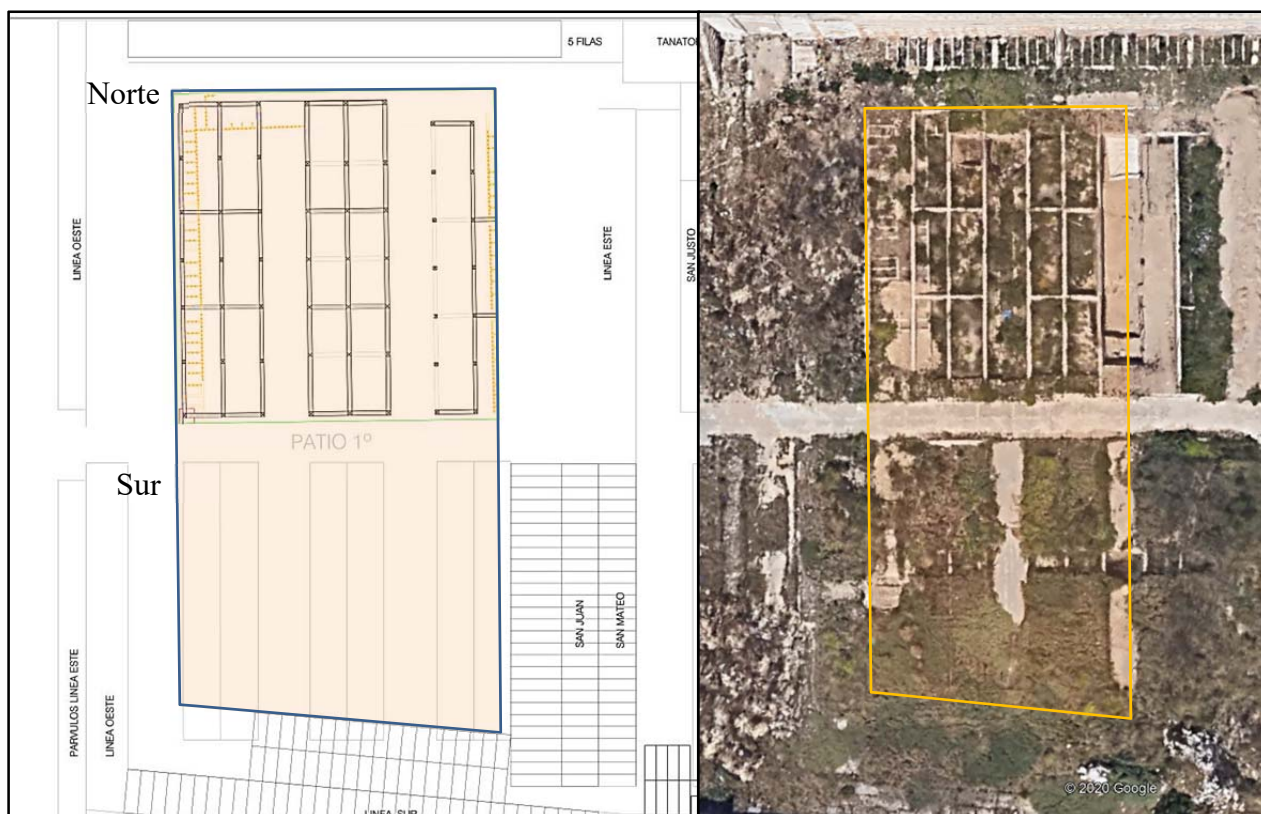 5 FILAS
TANATOR
Norte
LINEA OESTE
LINEA ESTE
SAN JUSTO
PATIO 1º
Sur
SAN JUAN
SAN MATEO
PARVULOS LINEA ESTE
LINEA OESTE
LINEA SUR
© 2020 Google